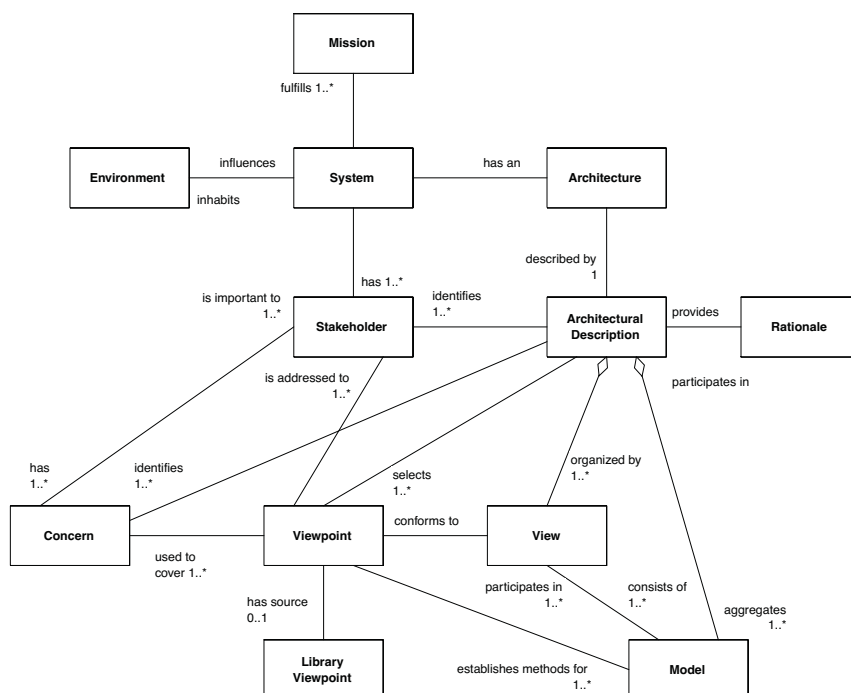 Mission
fulfills 1..*
influences
has an
Environment
System
Architecture
inhabits
described by
1
has 1..*
is important to
1..*
identifies
1..*
Stakeholder
Architectural
Description
provides
Rationale
is addressed to
1..*
participates in
has
1..*
identifies
1..*
selects
1..*
organized by
1..*
Concern
Viewpoint
conforms to
View
used to
cover 1..*
participates in
1..*
consists of
1..*
has source
0..1
aggregates
1..*
Library
Viewpoint
establishes methods for
1..*
Model